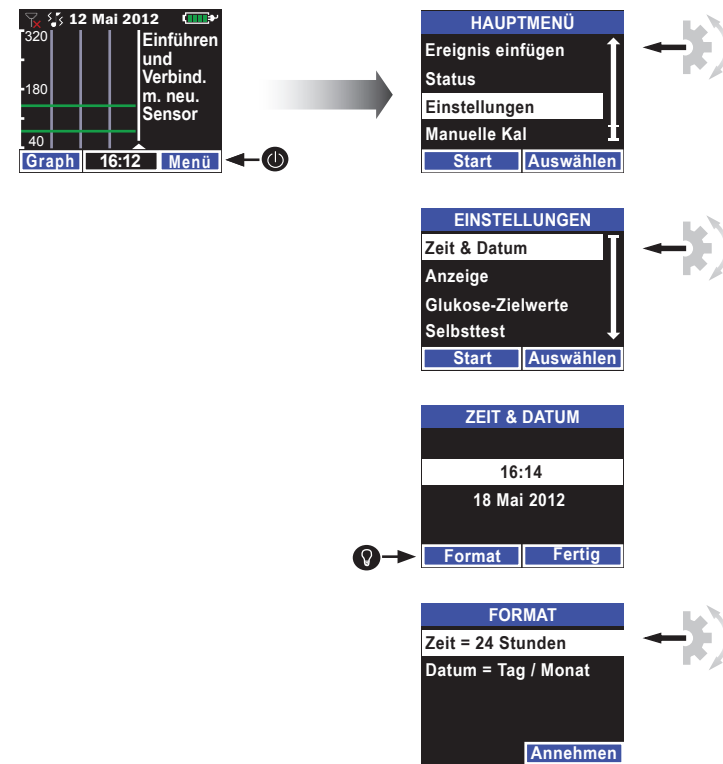 12 Mai 2012
320
180
40
Einführen
und
Verbind.
m. neu.
Sensor
Graph 16:12 Menü
HAUPTMENÜ
Ereignis einfügen
Status
Einstellungen
Manuelle Kal
Start Auswählen
EINSTELLUNGEN
Zeit & Datum
Anzeige
Glukose-Zielwerte
Selbsttest
Start Auswählen
ZEIT & DATUM
16:14
18 Mai 2012
Format Fertig
FORMAT
Zeit = 24 Stunden
Datum = Tag / Monat
Annehmen